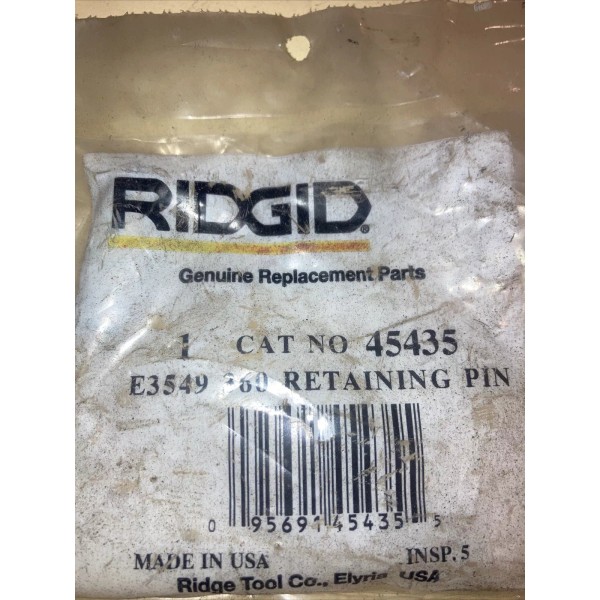 RIDGID®
Genuine Replacement Parts
1 CAT NO 45435
E3549 360 RETAINING PIN
0 95691 45435 5
MADE IN USA INSP. 5
Ridge Tool Co., Elyria, USA